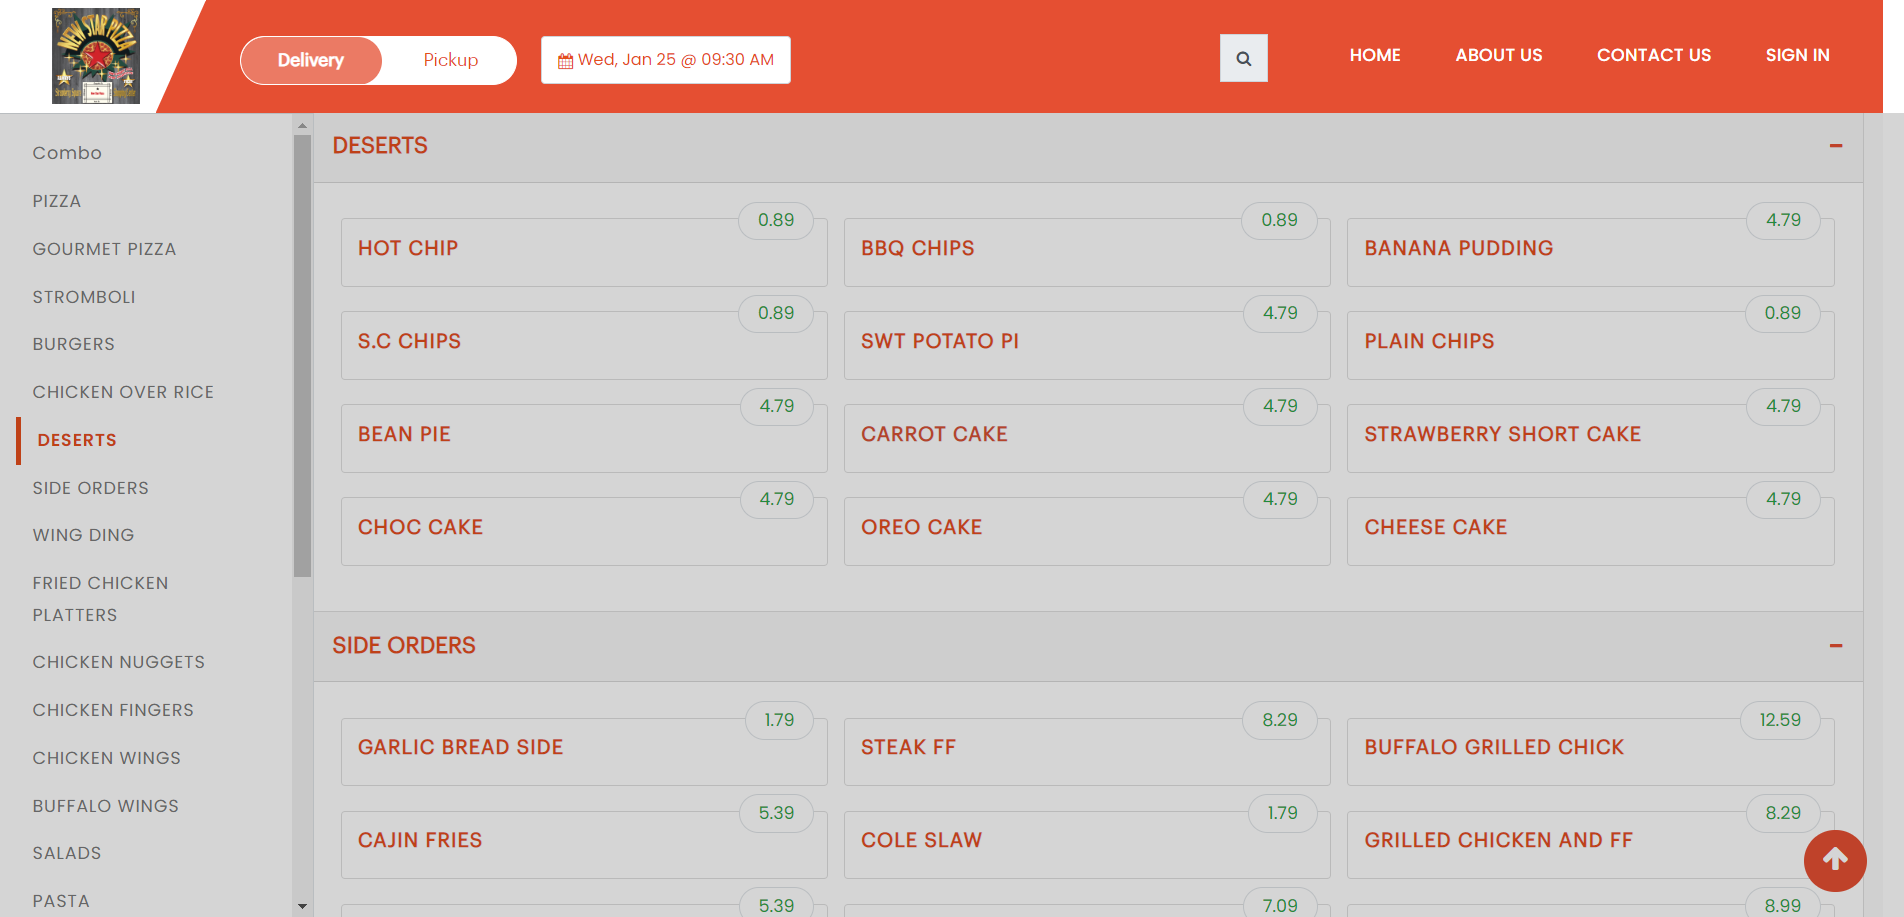 NEW STAR PIZZA
Delivery
Pickup
Wed, Jan 25 @ 09:30 AM
HOME
ABOUT US
CONTACT US
SIGN IN
Combo
PIZZA
GOURMET PIZZA
STROMBOLI
BURGERS
CHICKEN OVER RICE
DESERTS
SIDE ORDERS
WING DING
FRIED CHICKEN
PLATTERS
CHICKEN NUGGETS
CHICKEN FINGERS
CHICKEN WINGS
BUFFALO WINGS
SALADS
PASTA
DESERTS
0.89
HOT CHIP
0.89
BBQ CHIPS
4.79
BANANA PUDDING
0.89
S.C CHIPS
4.79
SWT POTATO PI
0.89
PLAIN CHIPS
4.79
BEAN PIE
4.79
CARROT CAKE
4.79
STRAWBERRY SHORT CAKE
4.79
CHOC CAKE
4.79
OREO CAKE
4.79
CHEESE CAKE
SIDE ORDERS
1.79
GARLIC BREAD SIDE
8.29
STEAK FF
12.59
BUFFALO GRILLED CHICK
5.39
CAJIN FRIES
1.79
COLE SLAW
8.29
GRILLED CHICKEN AND FF
5.39
7.09
8.99